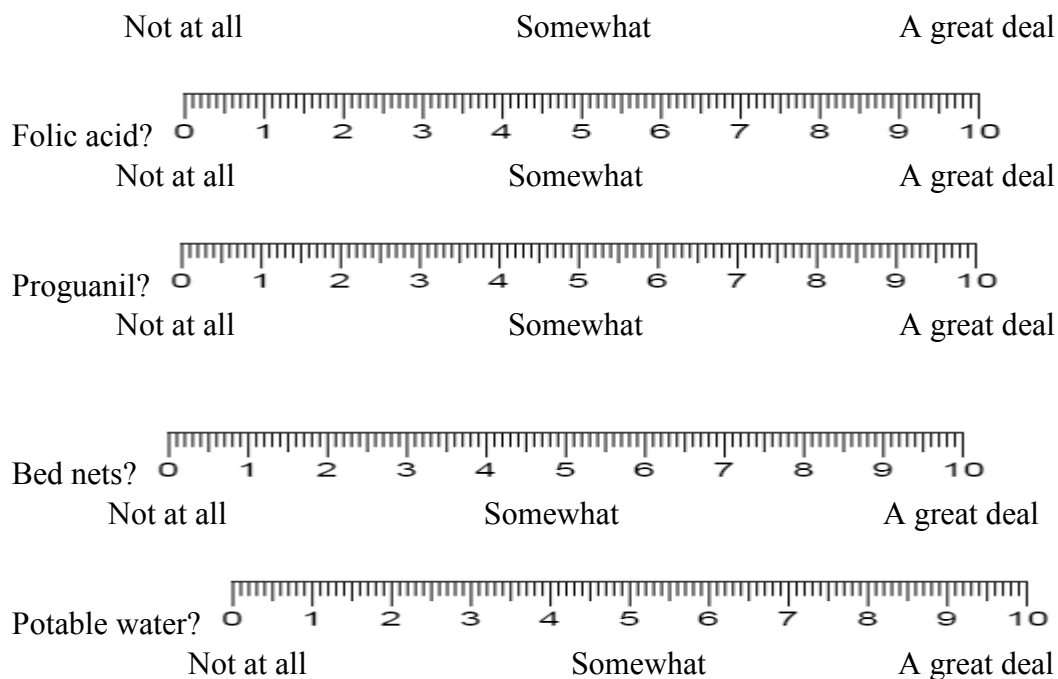 Not at all Somewhat A great deal
Folic acid? 0 1 2 3 4 5 6 7 8 9 10
Not at all Somewhat A great deal
Proguanil? 0 1 2 3 4 5 6 7 8 9 10
Not at all Somewhat A great deal
Bed nets? 0 1 2 3 4 5 6 7 8 9 10
Not at all Somewhat A great deal
Potable water? 0 1 2 3 4 5 6 7 8 9 10
Not at all Somewhat A great deal